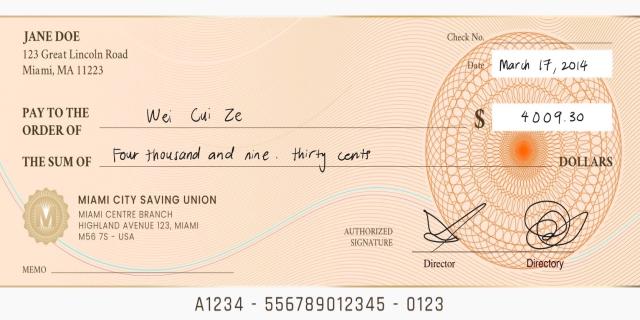 JANE DOE
123 Great Lincoln Road
Miami, MA 11223
Check No.
Date March 17, 2014
PAY TO THE
ORDER OF Wei Cui Ze $ 4009.30
THE SUM OF Four thousand and nine. thirty cents DOLLARS
M
MIAMI CITY SAVING UNION
MIAMI CENTRE BRANCH
HIGHLAND AVENUE 123, MIAMI
M56 7S - USA
AUTHORIZED
SIGNATURE
Director
Directory
MEMO
A1234 - 556789012345 - 0123